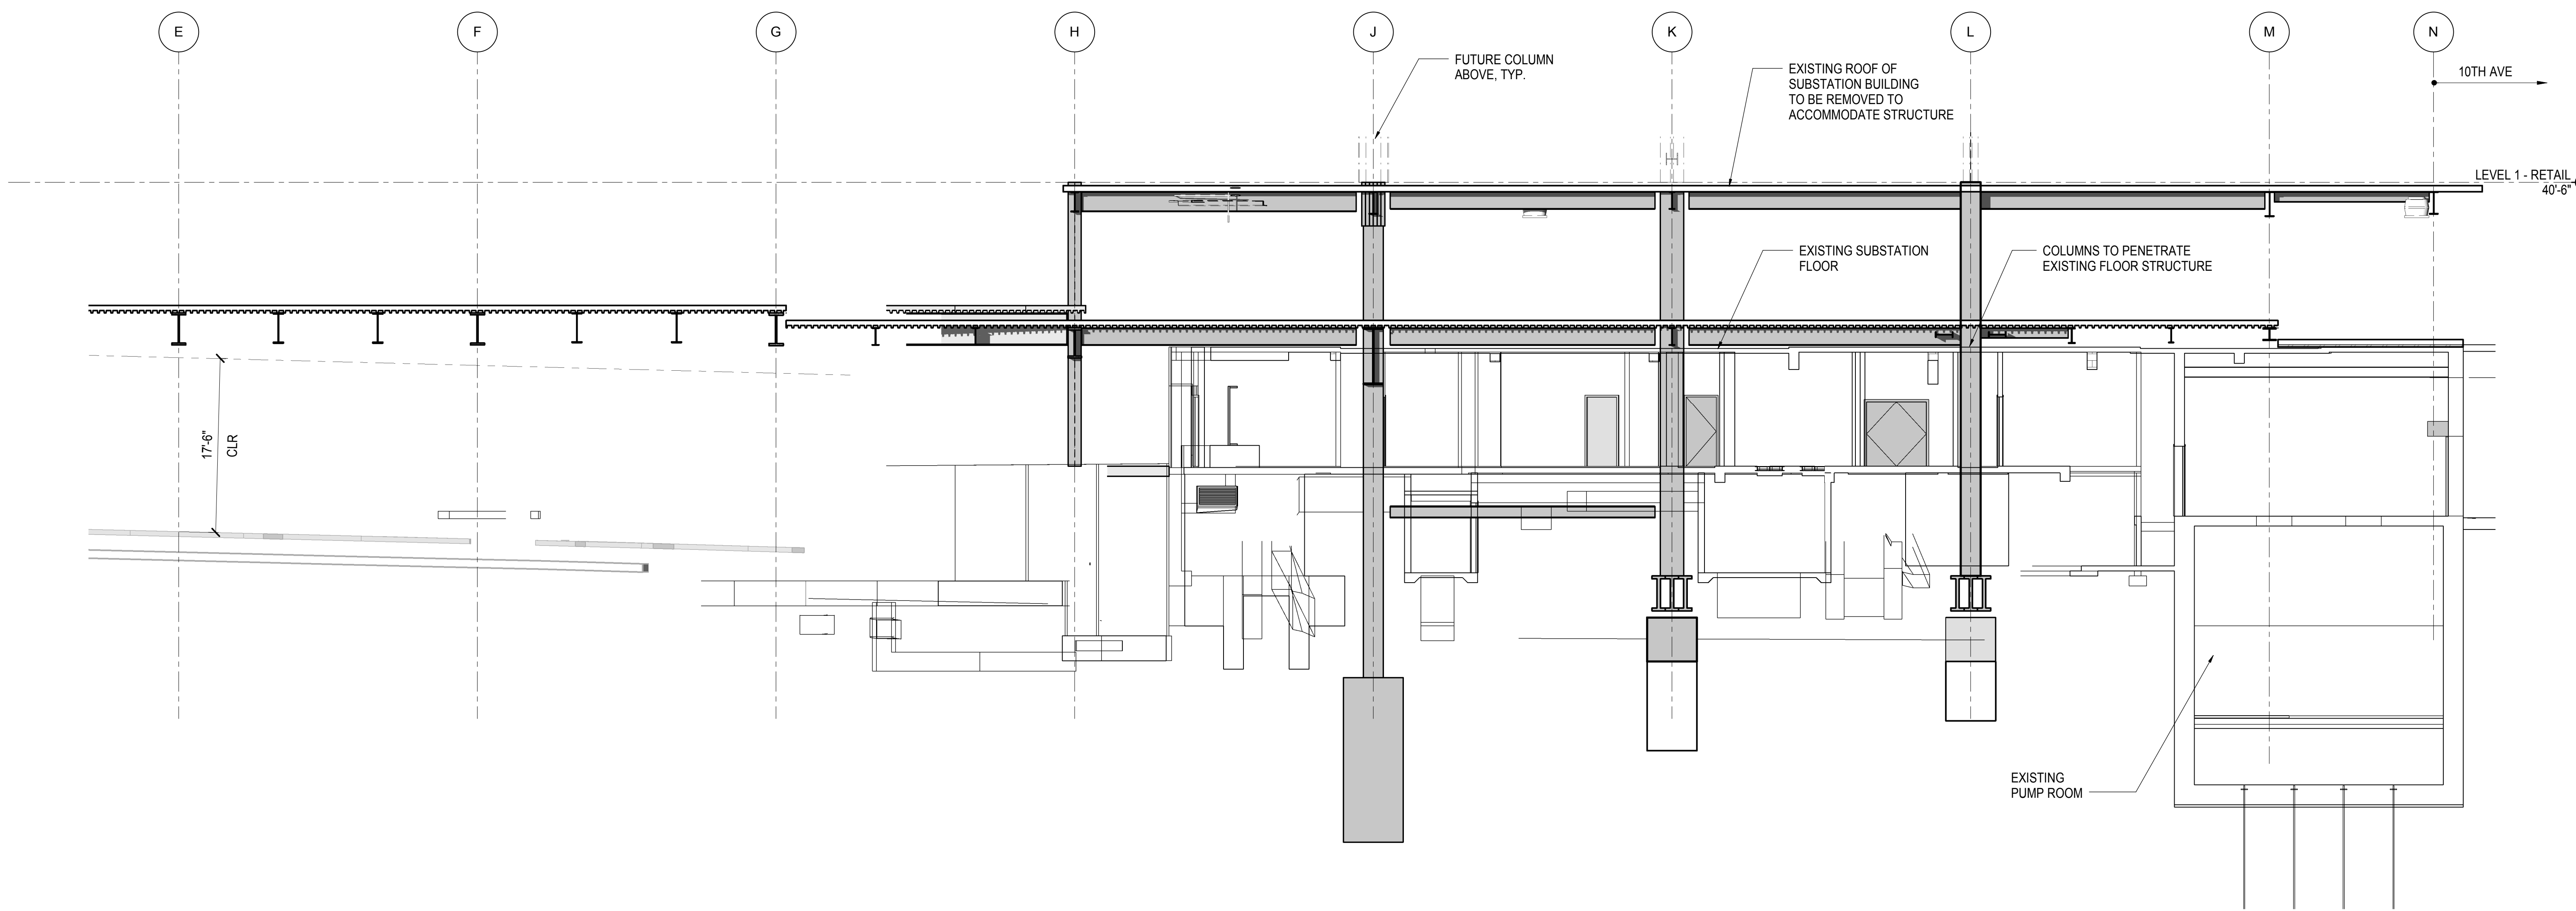 E
F
G
H
J
K
L
M
N
FUTURE COLUMN
ABOVE, TYP.
EXISTING ROOF OF
SUBSTATION BUILDING
TO BE REMOVED TO
ACCOMMODATE STRUCTURE
10TH AVE
LEVEL 1 - RETAIL
40'-6"
EXISTING SUBSTATION
FLOOR
COLUMNS TO PENETRATE
EXISTING FLOOR STRUCTURE
17'-6"
CLR
EXISTING
PUMP ROOM